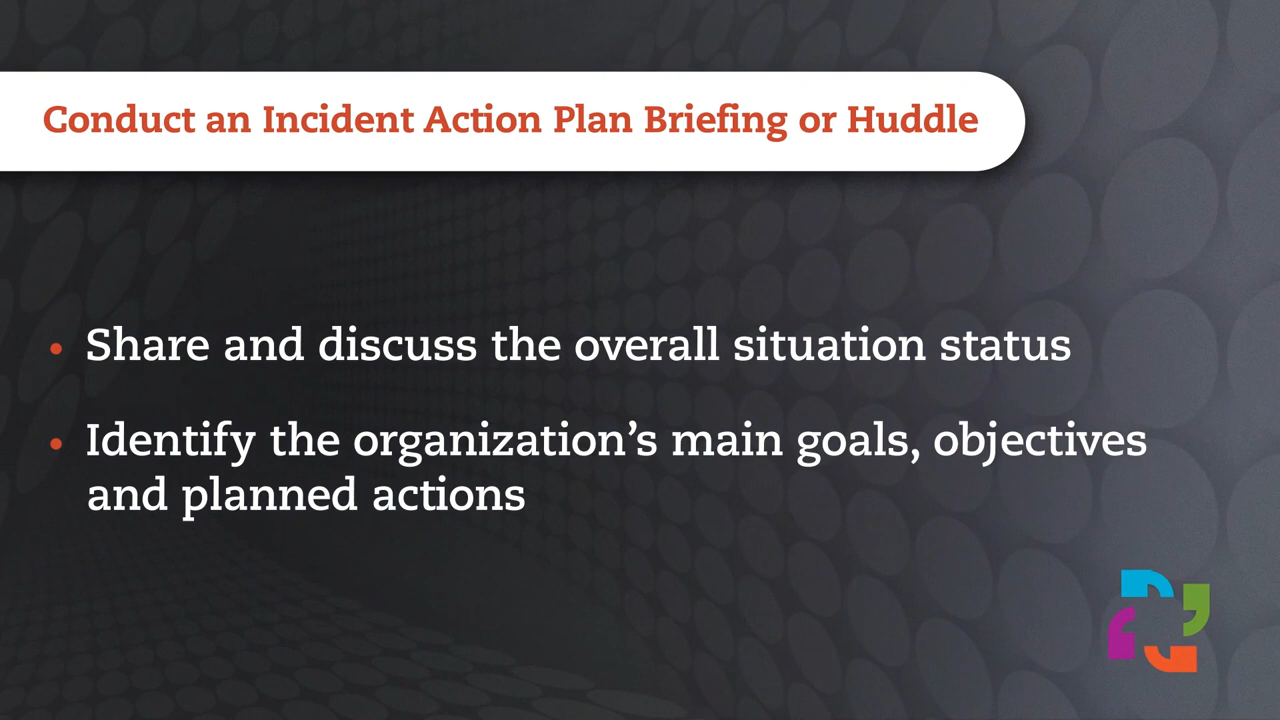 Conduct an Incident Action Plan Briefing or Huddle
• Share and discuss the overall situation status
• Identify the organization’s main goals, objectives
and planned actions